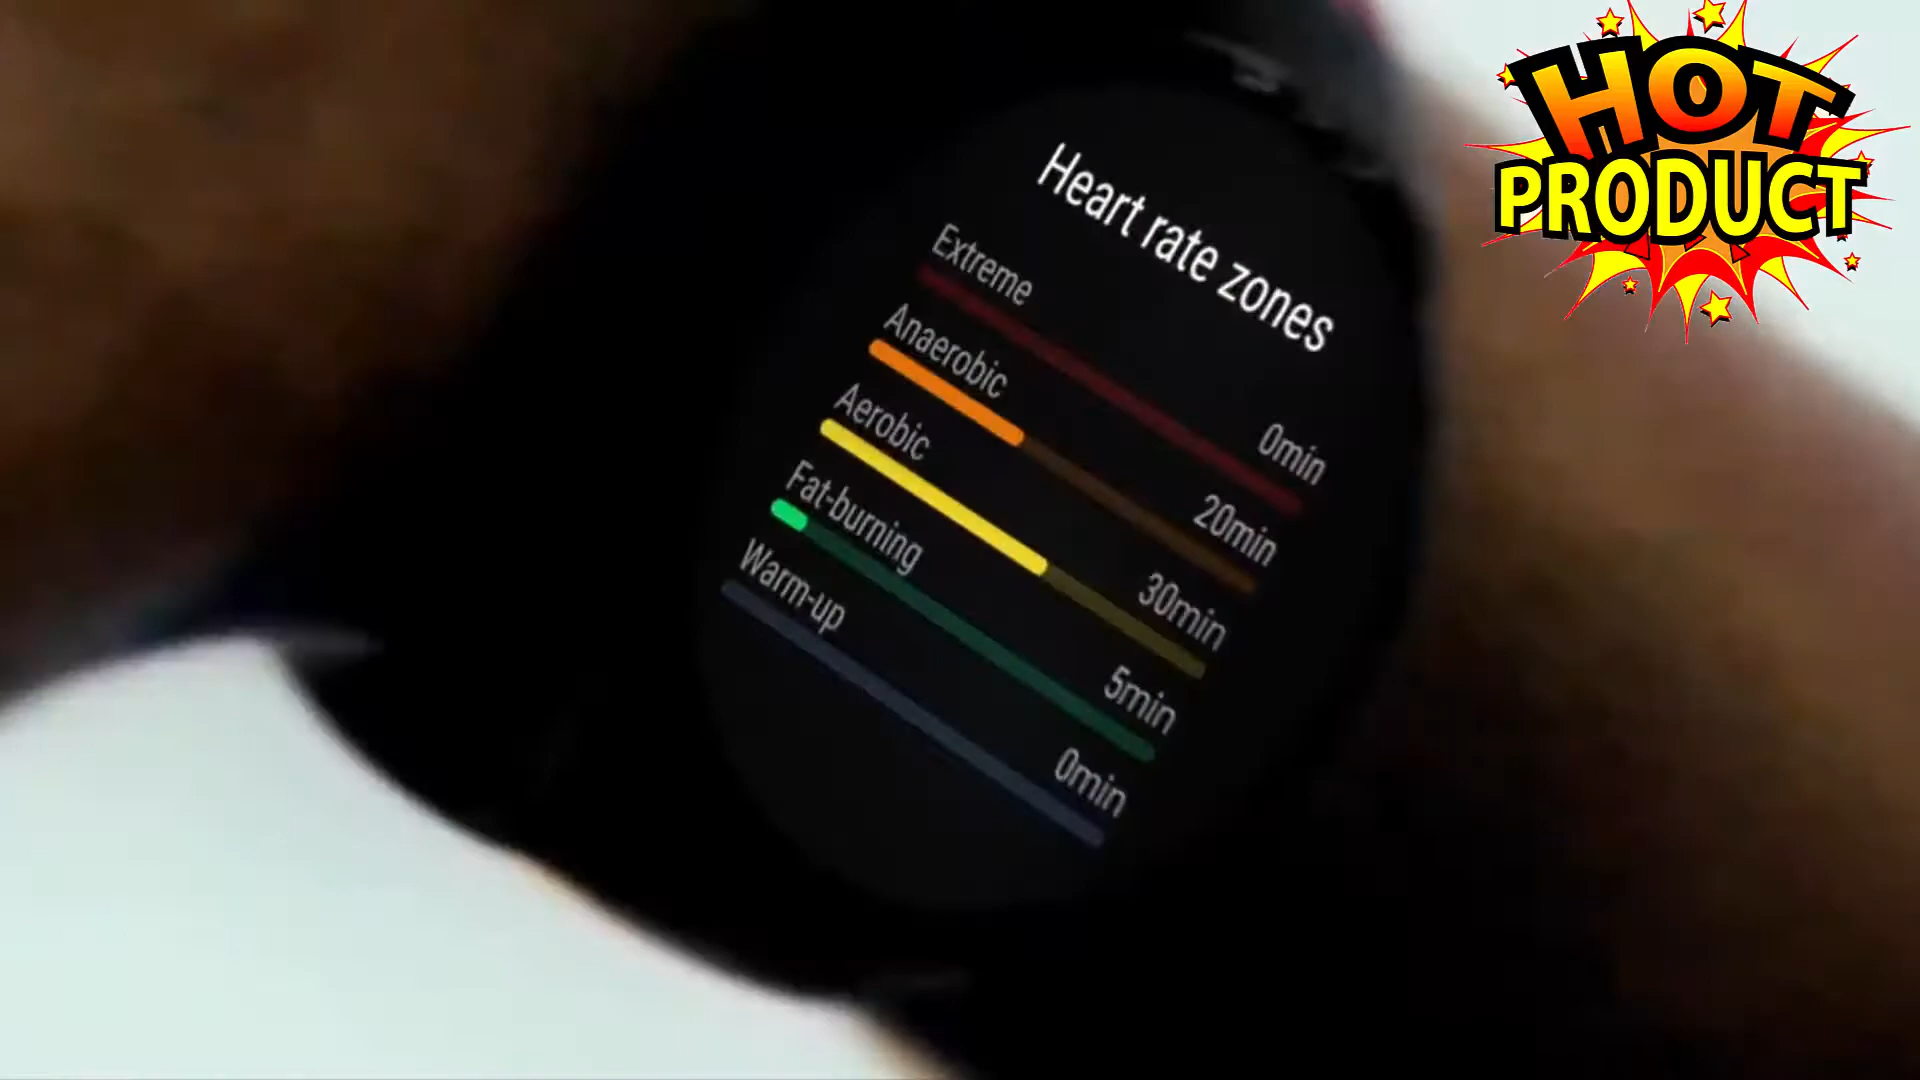 HOT
PRODUCT
Heart rate zones
Extreme
0min
Anaerobic
20min
Aerobic
30min
Fat-burning
5min
Warm-up
0min